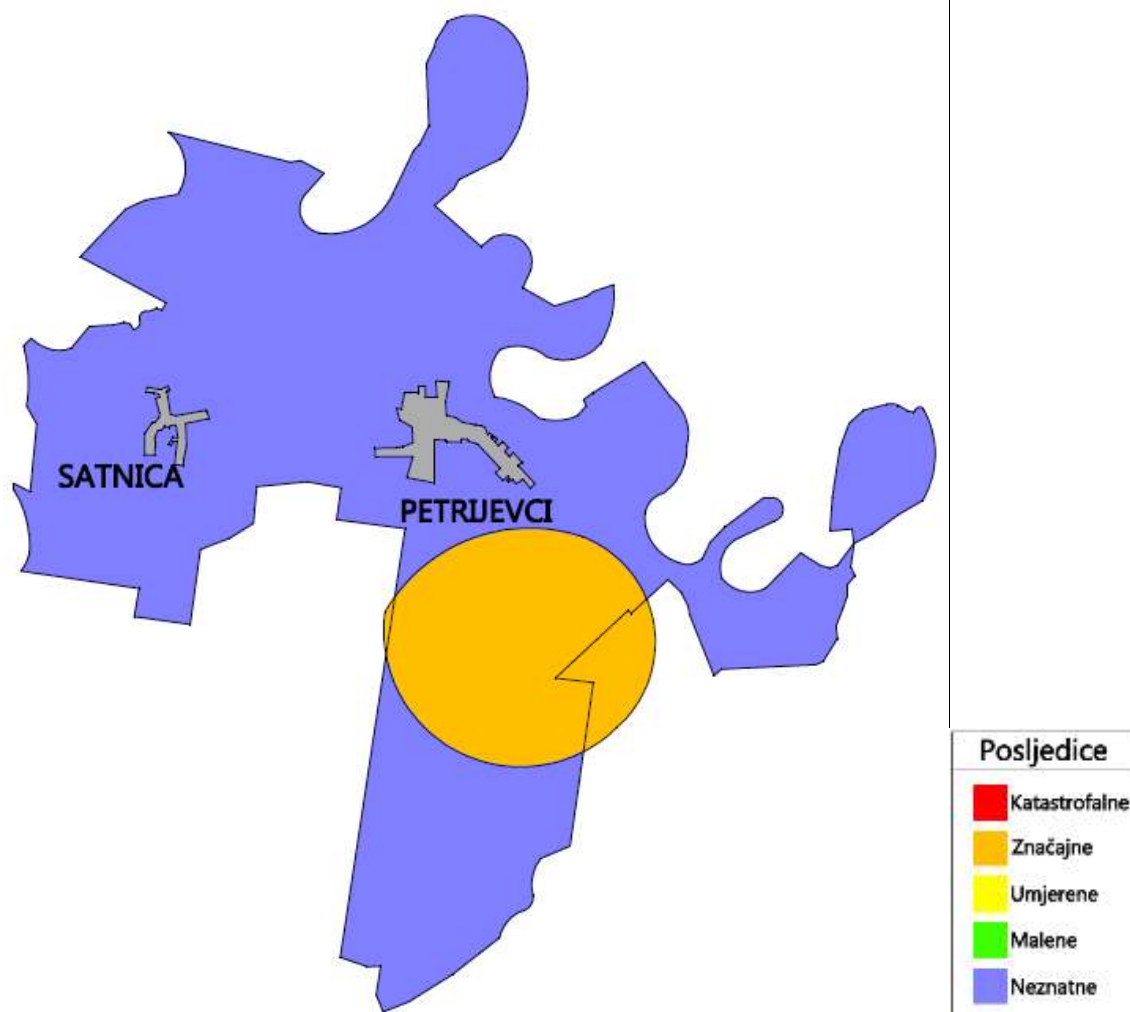 SATNICA
PETRIJEVCI
Posljedice
Katastrofalne
Značajne
Umjerene
Malene
Neznatne